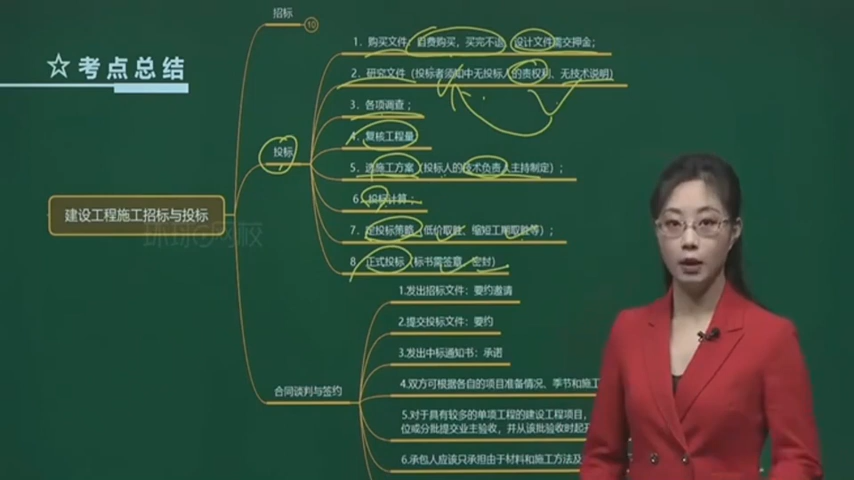 招标
10
☆考点总结
1、购买文件：自费购买，买完不退，设计文件需交押金；
2、研究文件（投标者须知中无投标人的责权利、无技术说明）
3、各项调查；
4、复核工程量
投标
5、选施工方案（投标人的技术负责人主持制定）；
6、投标计算；
建设工程施工招标与投标
7、定投标策略（低价取胜、缩短工期取胜等）；
环球网校
8、正式投标（标书需签章、密封）
1.发出招标文件：要约邀请
2.提交投标文件：要约
3.发出中标通知书：承诺
合同谈判与签约
4.双方可根据各自的项目准备情况、季节和施工
5.对于具有较多的单项工程的建设工程项目，
位或分批提交业主验收，并从该批验收时起
6.承包人应该只承担由于材料和施工方法及